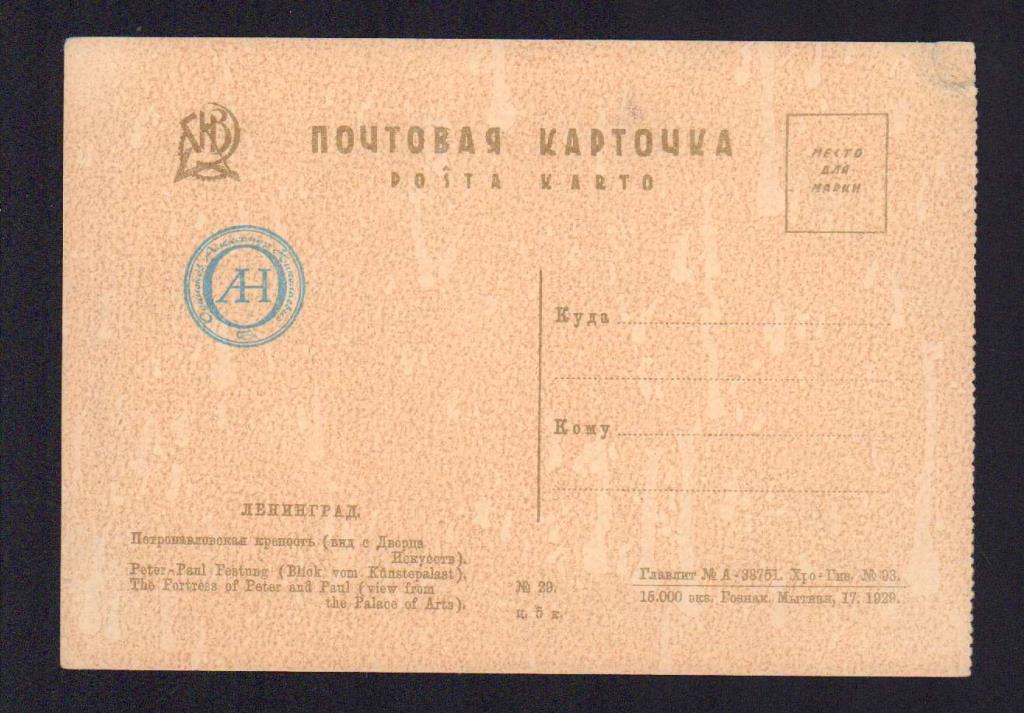 ПОЧТОВАЯ КАРТОЧКА
POŜTA KARTO
МЕСТО
ДЛЯ
МАРКИ
АН
Куда
Кому
ЛЕНИНГРАД.
Петропавловская крепость (вид с Дворца
Искусств).
Peter-Paul Festung (Blick vom Künstepalast).
The Fortress of Peter and Paul (view from
the Palace of Arts).
№ 29.
ц. 5 к.
Главлит № А-38751. Хро-Гиз. № 93.
15.000 экз. Гознак. Мытная, 17. 1929.